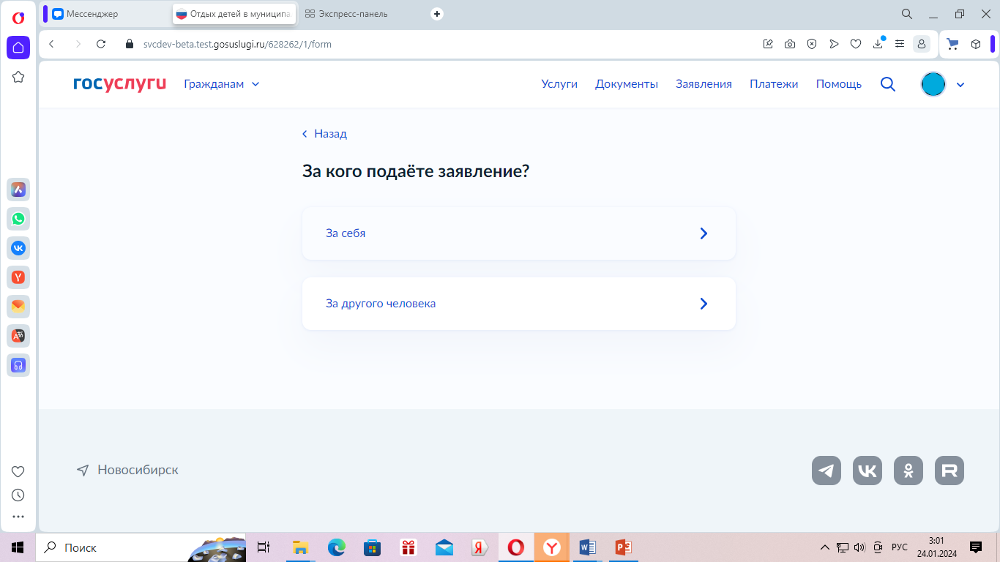 Мессенджер
Отдых детей в муниципа
Экспресс-панель
svcdev-beta.test.gosuslugi.ru/628262/1/form
госуслуги
Гражданам
Услуги
Документы
Заявления
Платежи
Помощь
Назад
За кого подаёте заявление?
За себя
За другого человека
Новосибирск
Поиск
РУС
3:01
24.01.2024